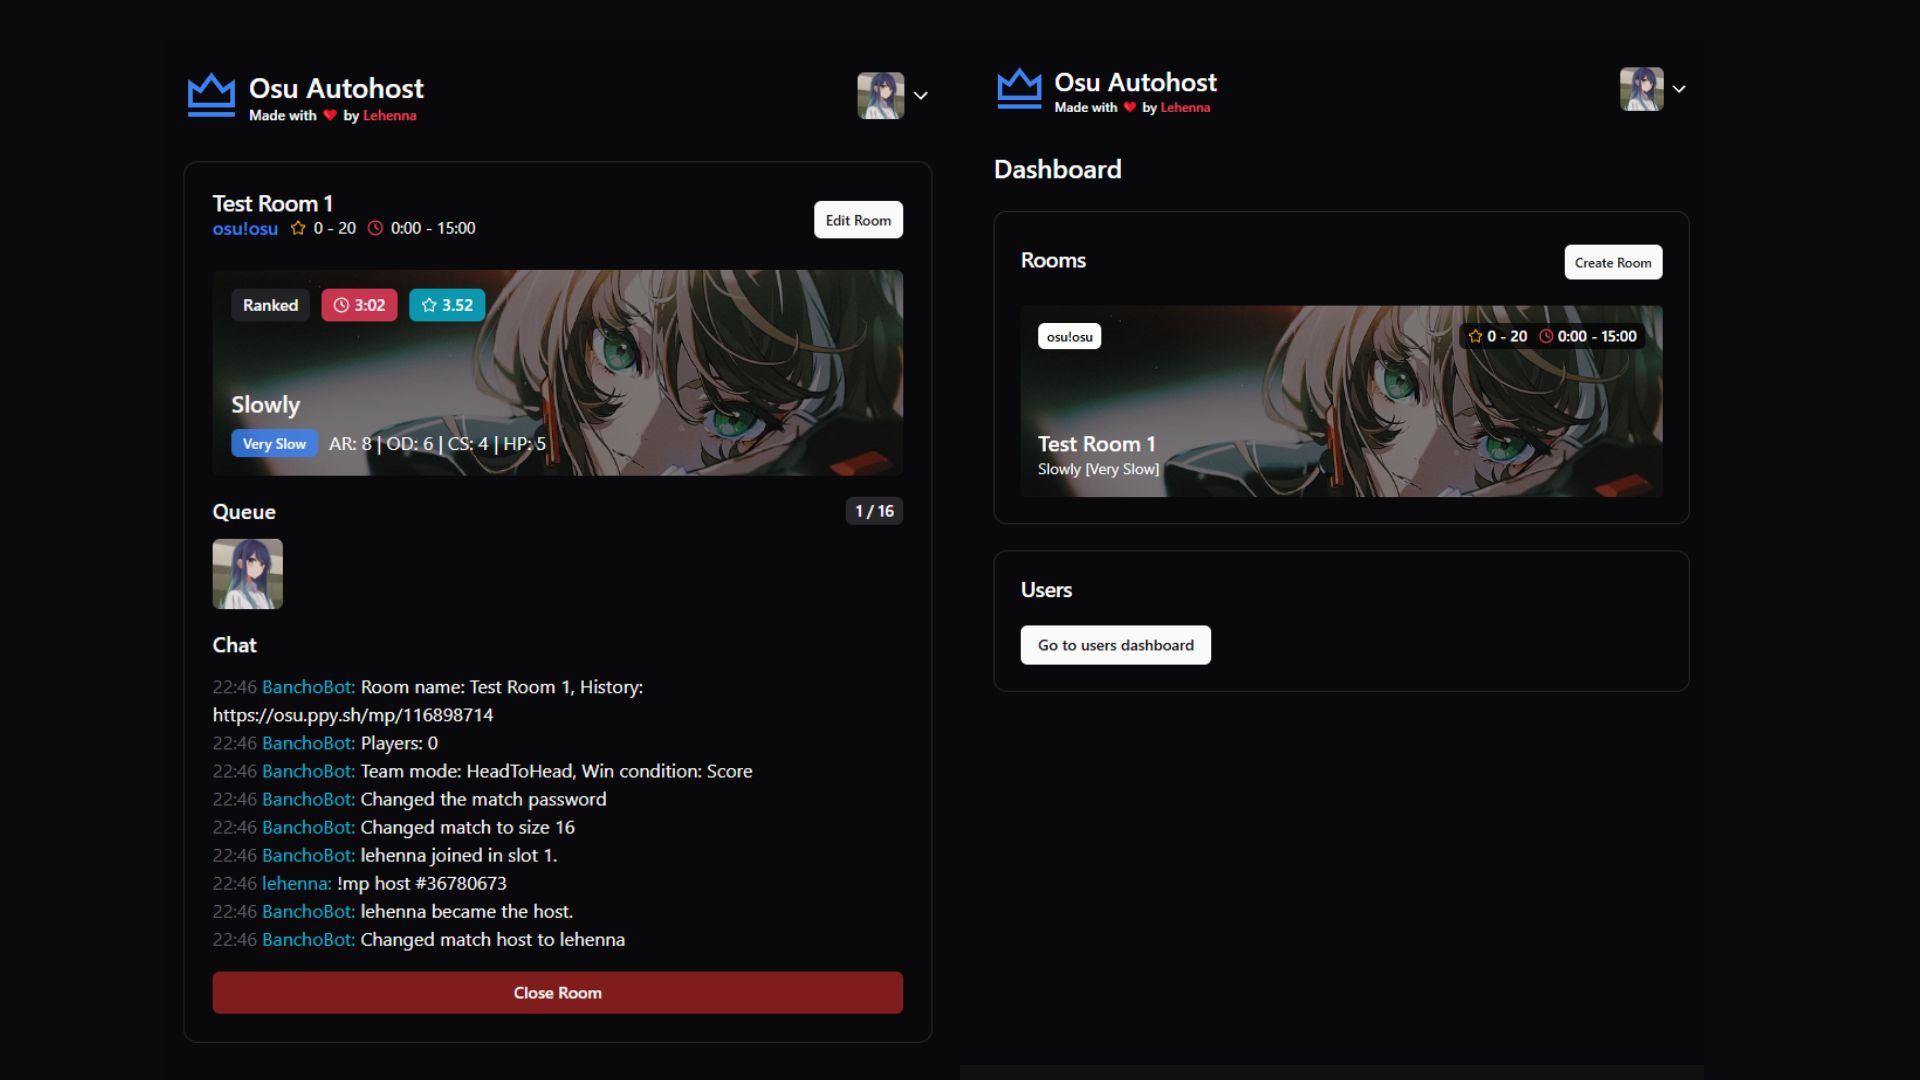 Osu Autohost
Made with ❤ by Lehenna
Test Room 1
osu!osu 0 - 20 0:00 - 15:00
Edit Room
Ranked 3:02 3.52
Slowly
Very Slow AR: 8 | OD: 6 | CS: 4 | HP: 5
Queue
1 / 16
Chat
22:46 BanchoBot: Room name: Test Room 1, History:
https://osu.ppy.sh/mp/116898714
22:46 BanchoBot: Players: 0
22:46 BanchoBot: Team mode: HeadToHead, Win condition: Score
22:46 BanchoBot: Changed the match password
22:46 BanchoBot: Changed match to size 16
22:46 BanchoBot: lehenna joined in slot 1.
22:46 lehenna: !mp host #36780673
22:46 BanchoBot: lehenna became the host.
22:46 BanchoBot: Changed match host to lehenna
Close Room
Osu Autohost
Made with ❤ by Lehenna
Dashboard
Rooms
Create Room
osu!osu
0 - 20 0:00 - 15:00
Test Room 1
Slowly [Very Slow]
Users
Go to users dashboard